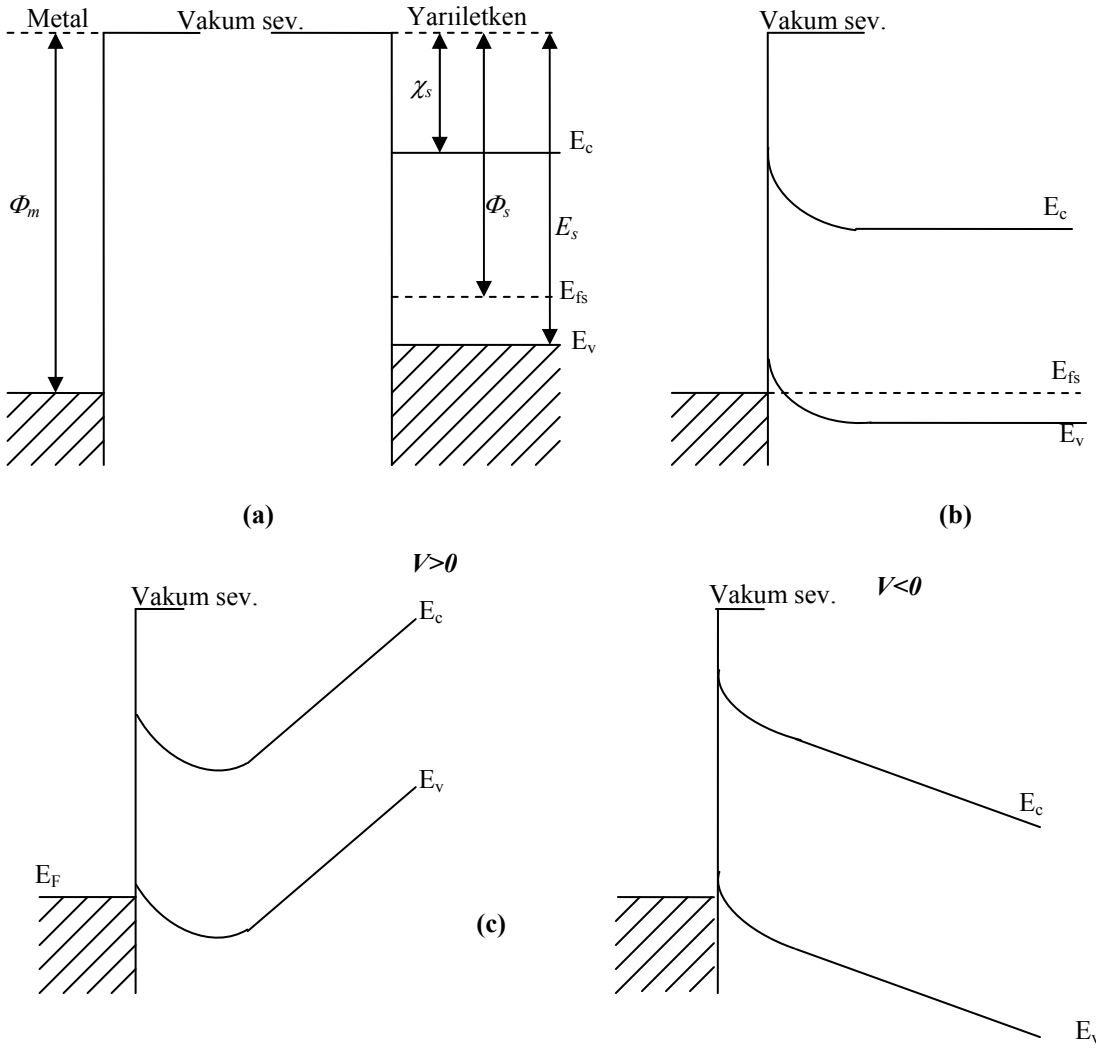 Metal
Vakum sev.
Yarıiletken
χs
Ec
Φm
Φs
Es
Efs
Ev
(a)
Vakum sev.
Ec
Efs
Ev
(b)
V>0
Vakum sev.
Ec
Ev
EF
(c)
V<0
Vakum sev.
Ec
Ev